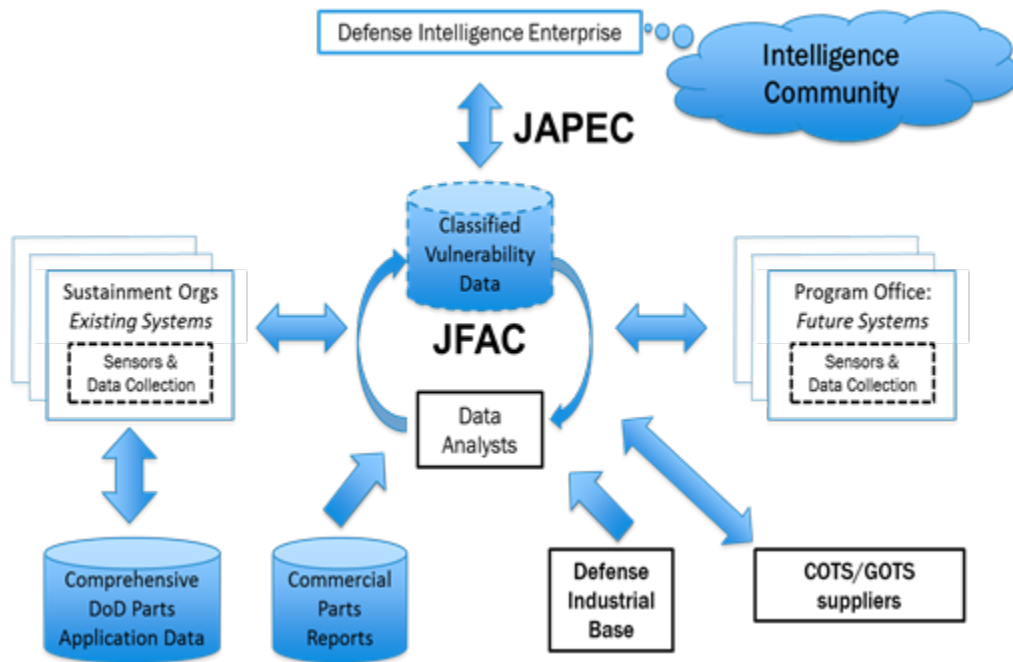 Defense Intelligence Enterprise
Intelligence
Community
JAPEC
Classified
Vulnerability
Data
Sustainment Orgs
Existing Systems
Sensors &
Data Collection
JFAC
Program Office:
Future Systems
Sensors &
Data Collection
Data
Analysts
Comprehensive
DoD Parts
Application Data
Commercial
Parts
Reports
Defense
Industrial
Base
COTS/GOTS
suppliers